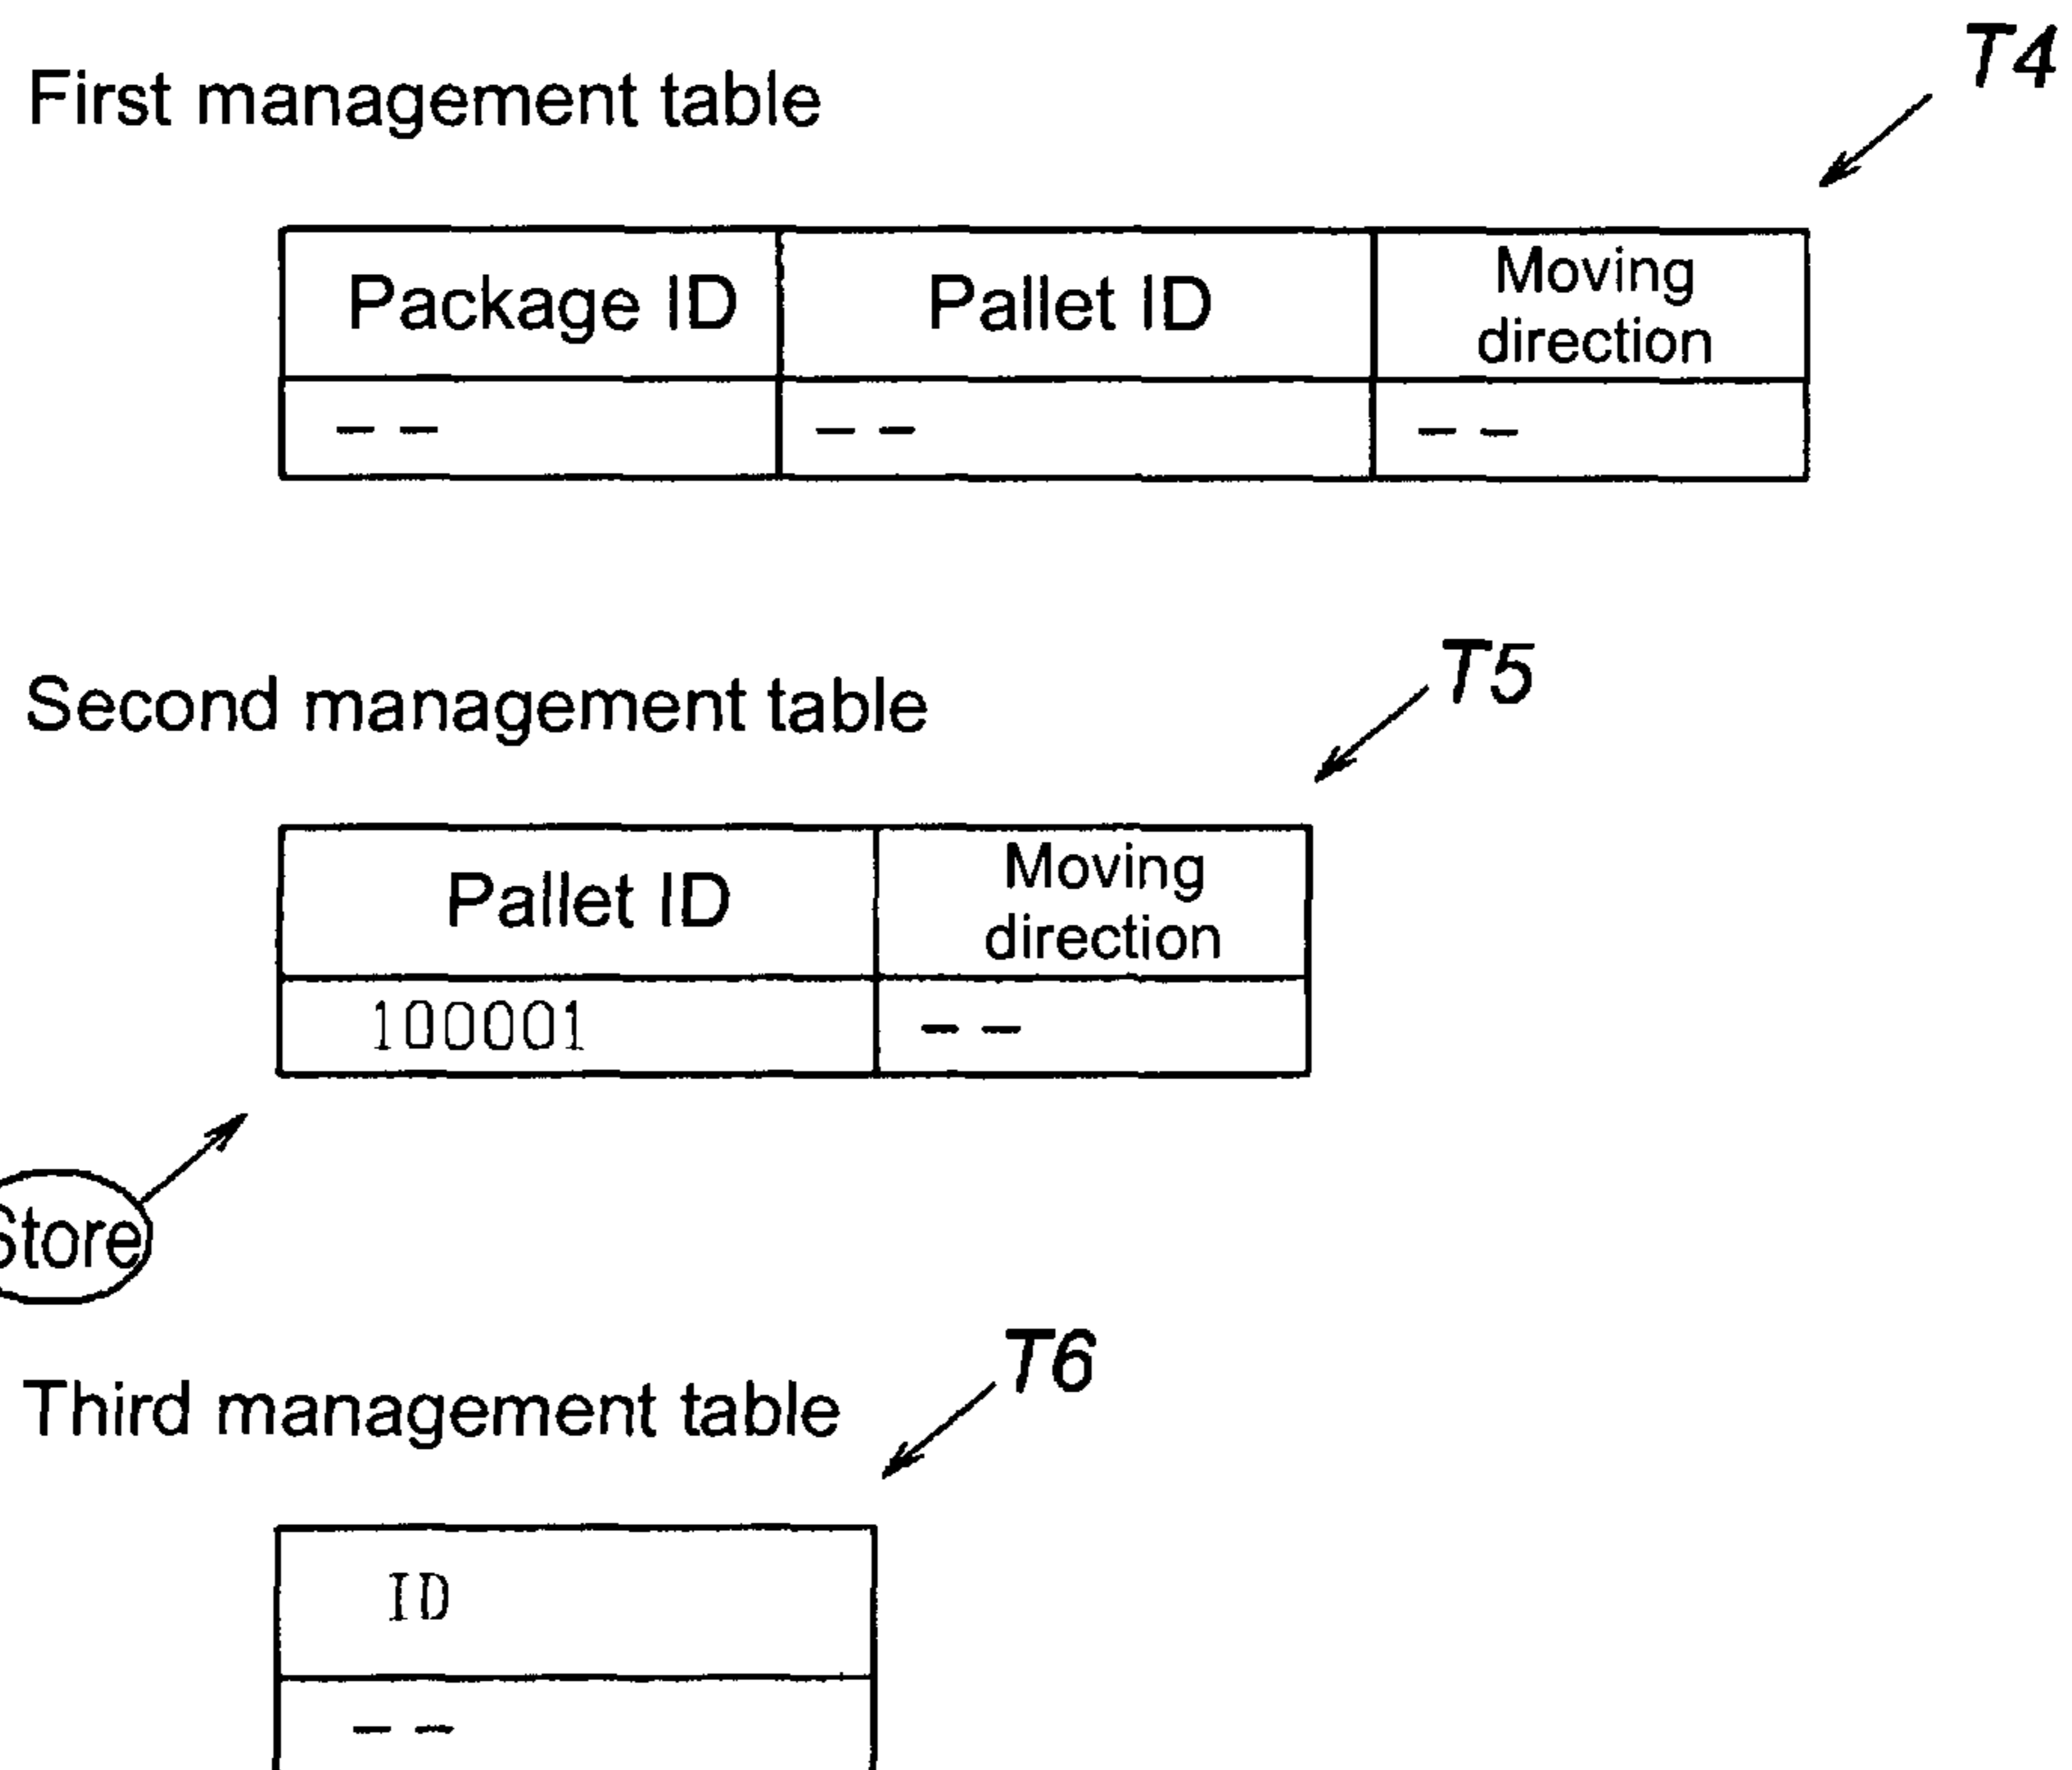 T4
First management table
Package ID Pallet ID Moving direction
-- -- --
T5
Second management table
Pallet ID Moving direction
100001 --
Store
T6
Third management table
ID
--